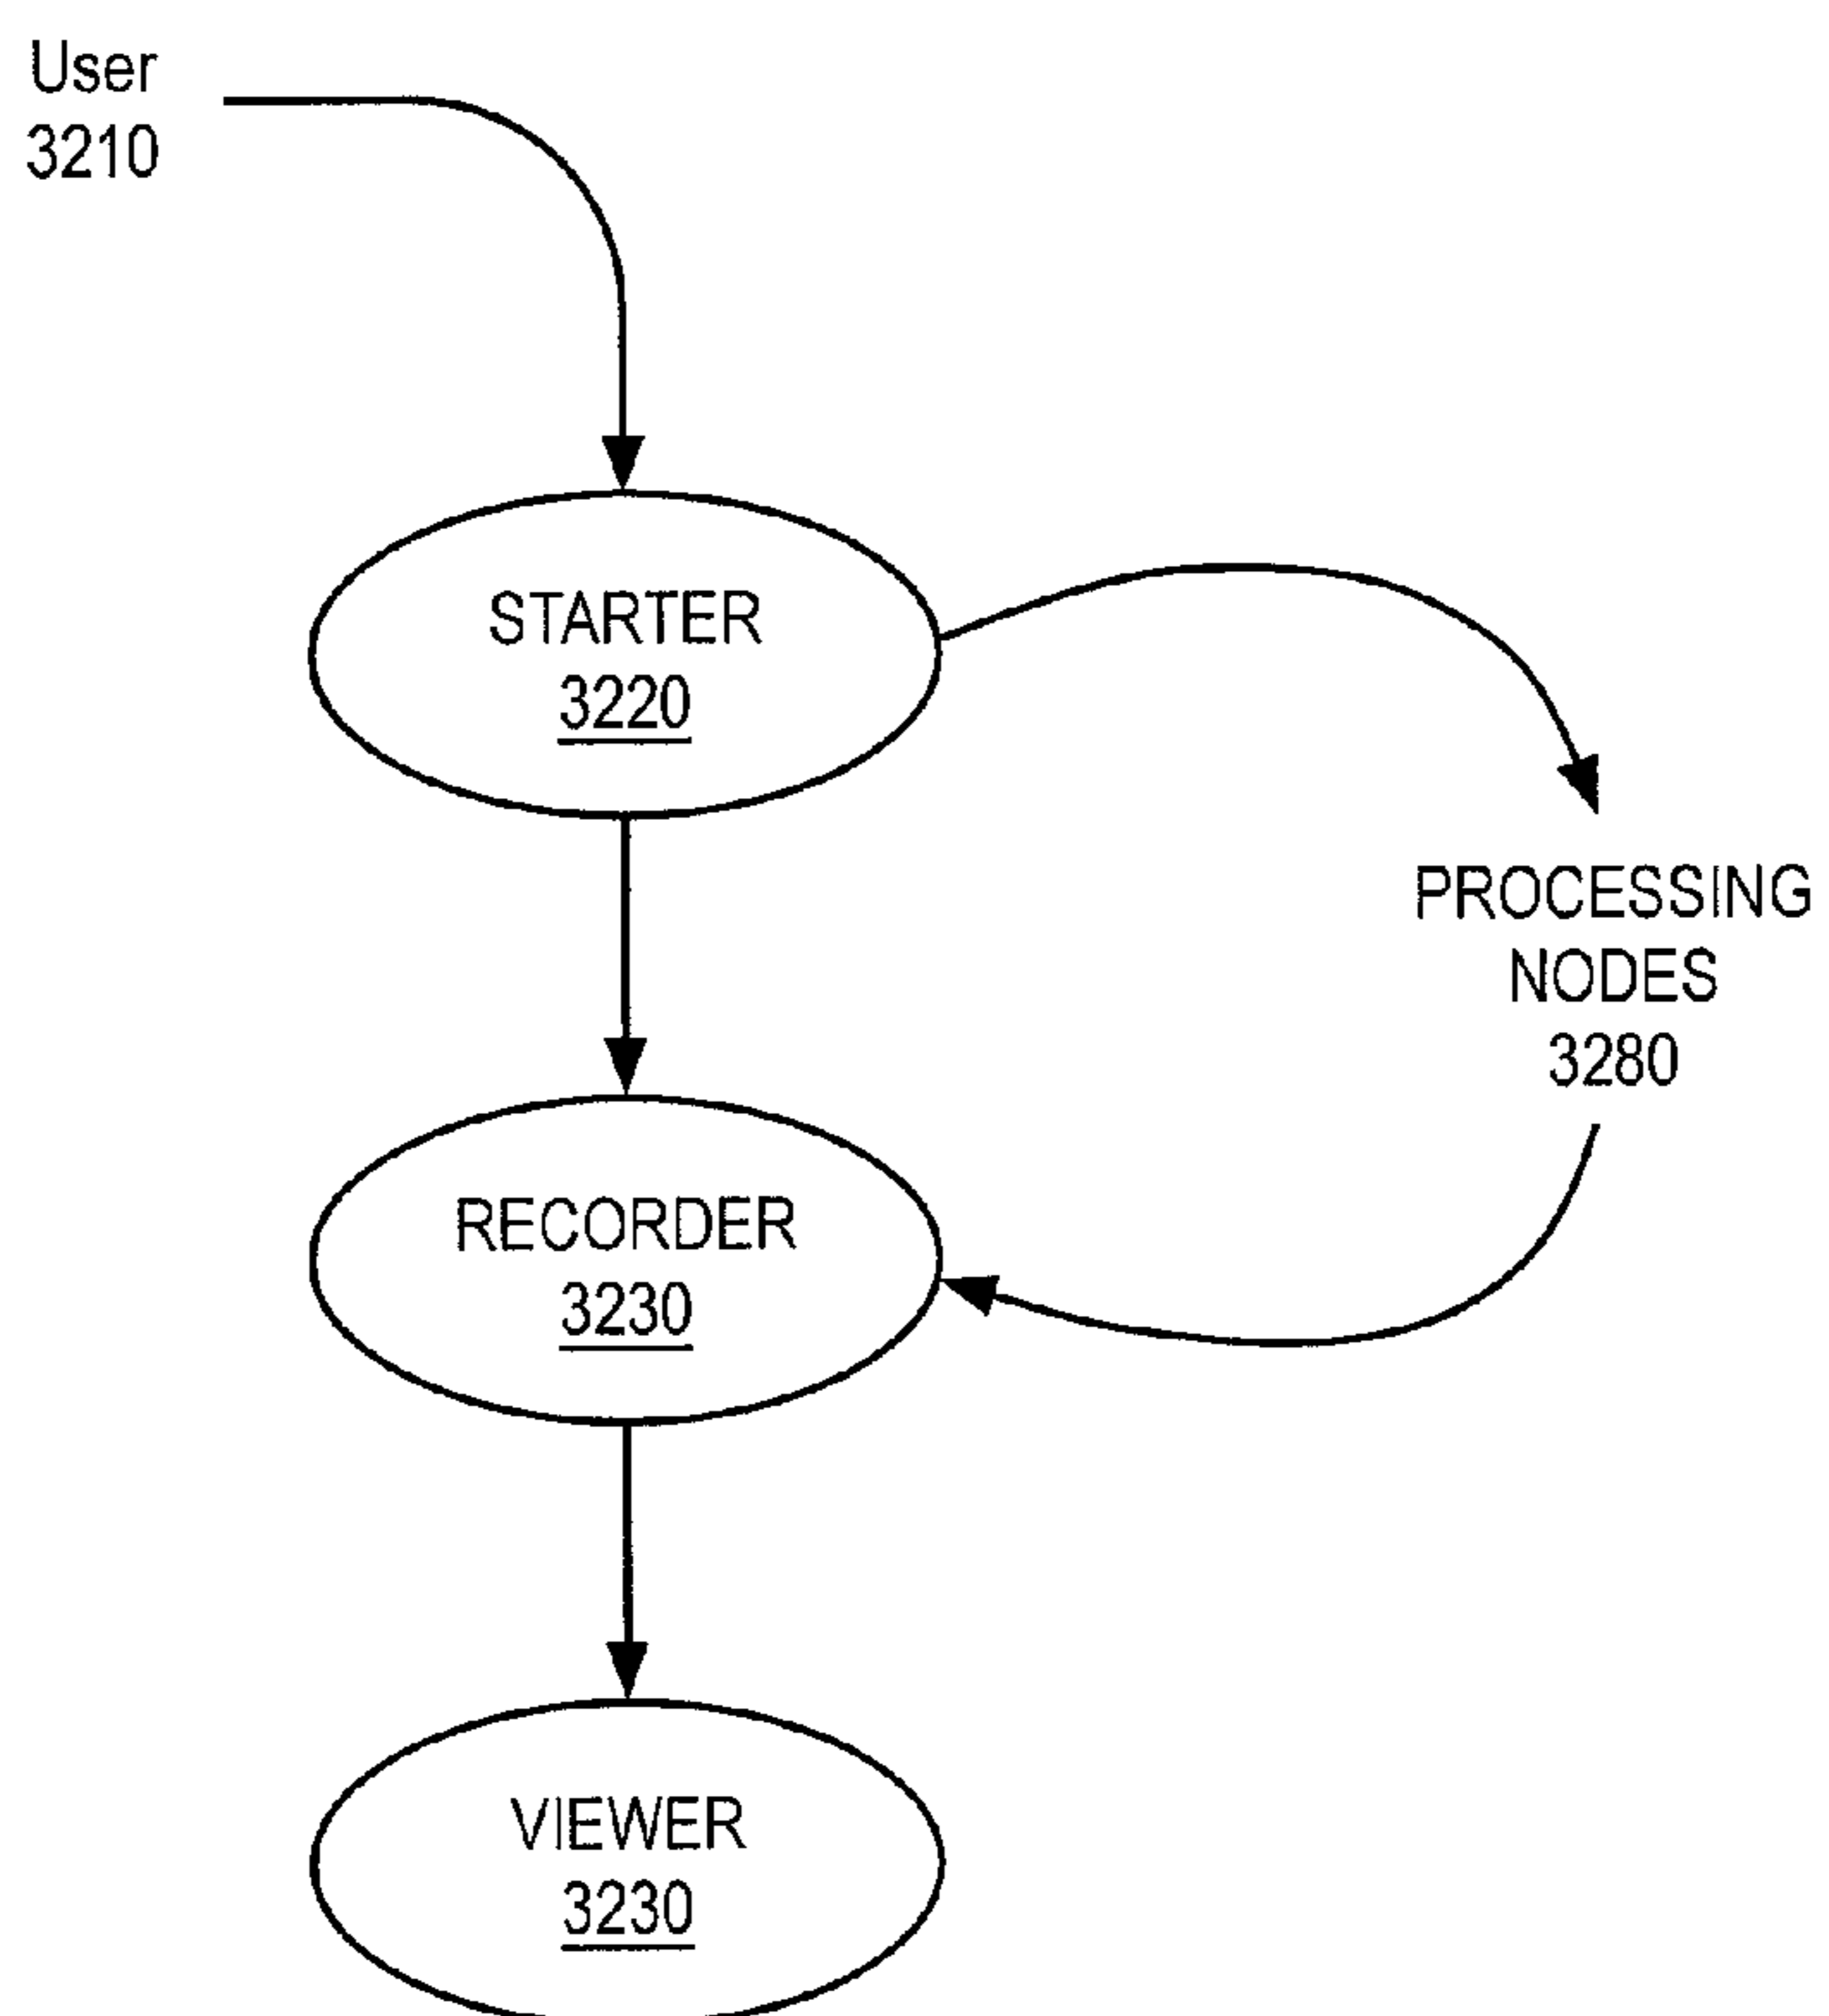 User
3210
STARTER
3220
PROCESSING
NODES
3280
RECORDER
3230
VIEWER
3230